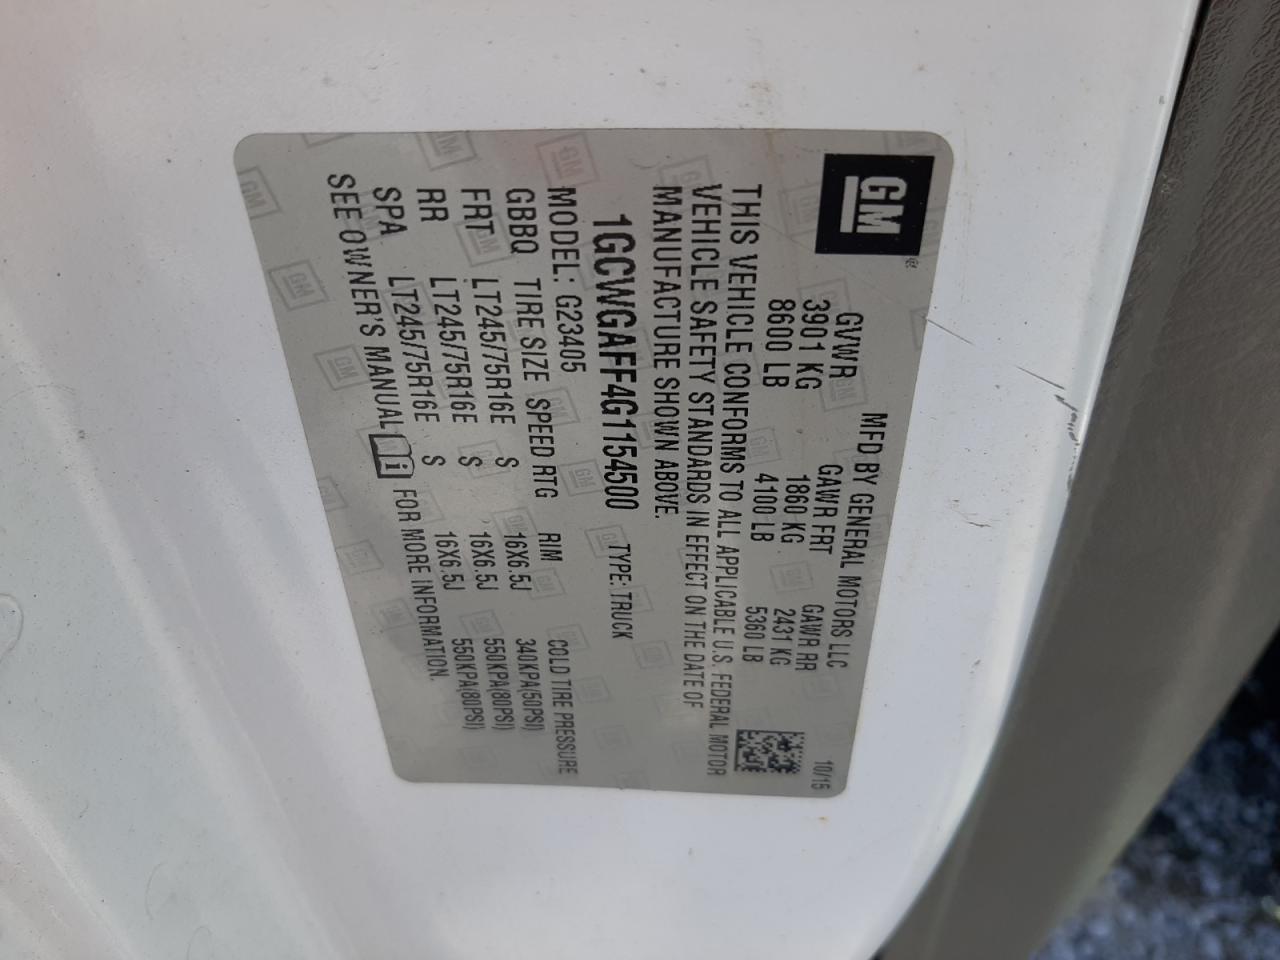 GM
MFD BY GENERAL MOTORS LLC 10/15
GVWR GAWR FRT GAWR RR
3901 KG 1860 KG 2431 KG
8600 LB 4100 LB 5360 LB
THIS VEHICLE CONFORMS TO ALL APPLICABLE U.S. FEDERAL MOTOR
VEHICLE SAFETY STANDARDS IN EFFECT ON THE DATE OF
MANUFACTURE SHOWN ABOVE.
1GCWGAFF4G1154500 TYPE: TRUCK
MODEL: G23405
GBBQ TIRE SIZE SPEED RTG RIM COLD TIRE PRESSURE
FRT LT245/75R16E S 16X6.5J 340KPA(50PSI)
RR LT245/75R16E S 16X6.5J 550KPA(80PSI)
SPA LT245/75R16E S 16X6.5J 550KPA(80PSI)
SEE OWNER'S MANUAL i FOR MORE INFORMATION.